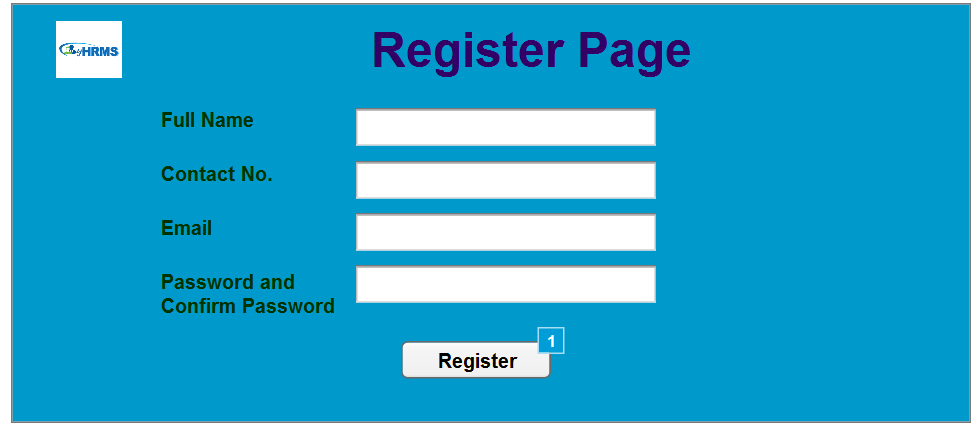 HRMS
Register Page
Full Name
Contact No.
Email
Password and
Confirm Password
1
Register